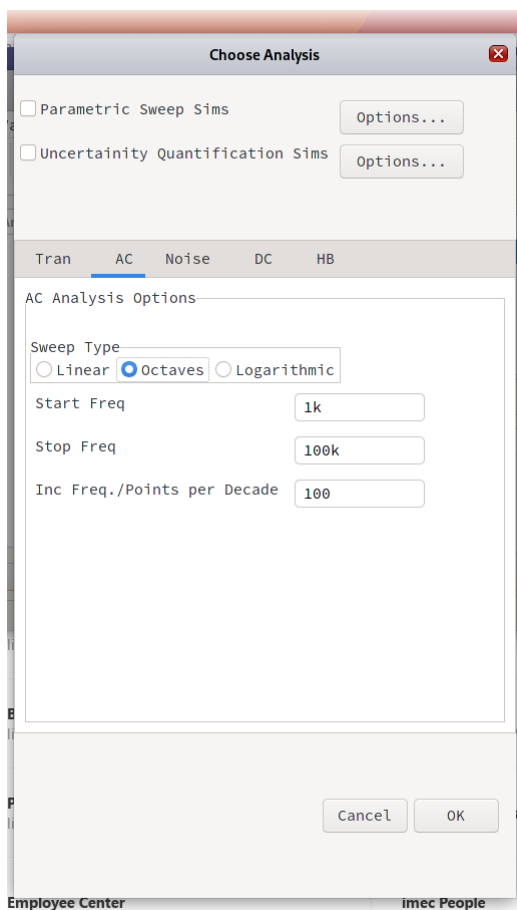 Choose Analysis
Parametric Sweep Sims
Options...
Uncertainity Quantification Sims
Options...
Tran AC Noise DC HB
AC Analysis Options
Sweep Type
Linear Octaves Logarithmic
Start Freq 1k
Stop Freq 100k
Inc Freq./Points per Decade 100
Cancel OK
Employee Center imec People